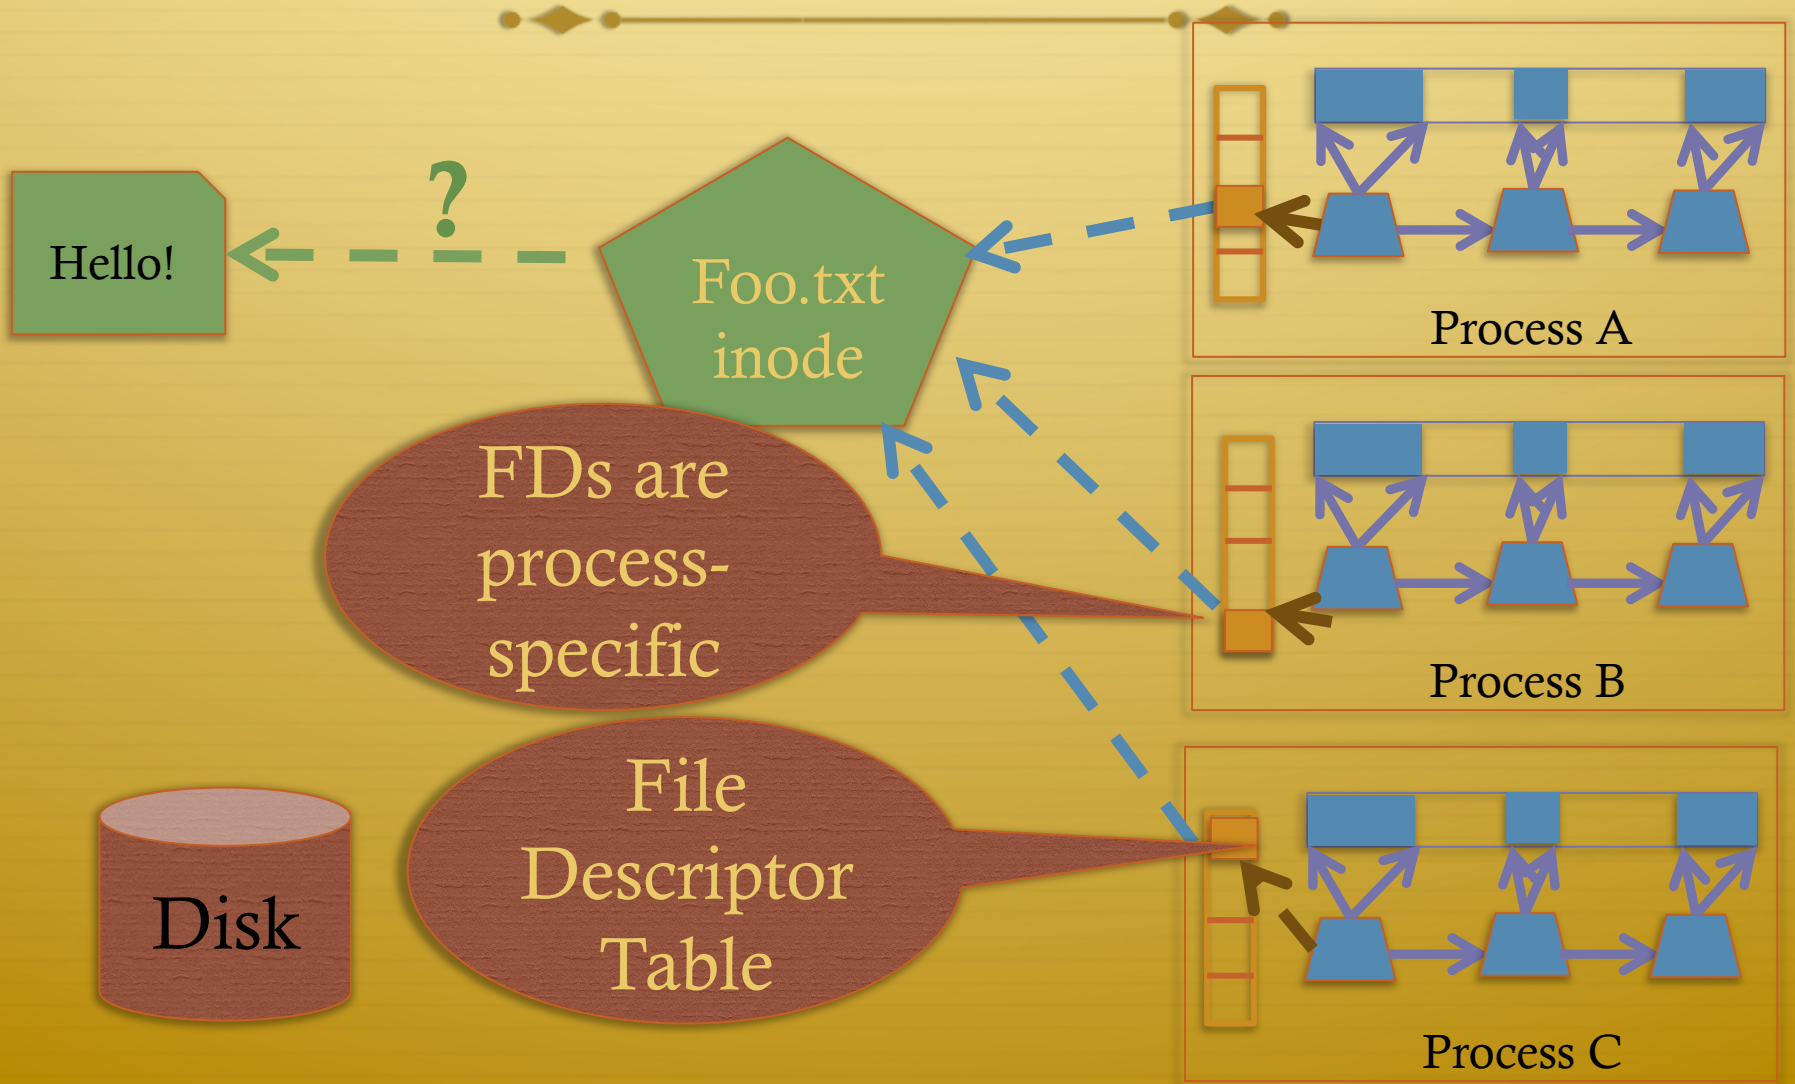 ?
Hello!
Foo.txt
inode
Process A
FDs are
process-
specific
Process B
File
Descriptor
Table
Disk
Process C